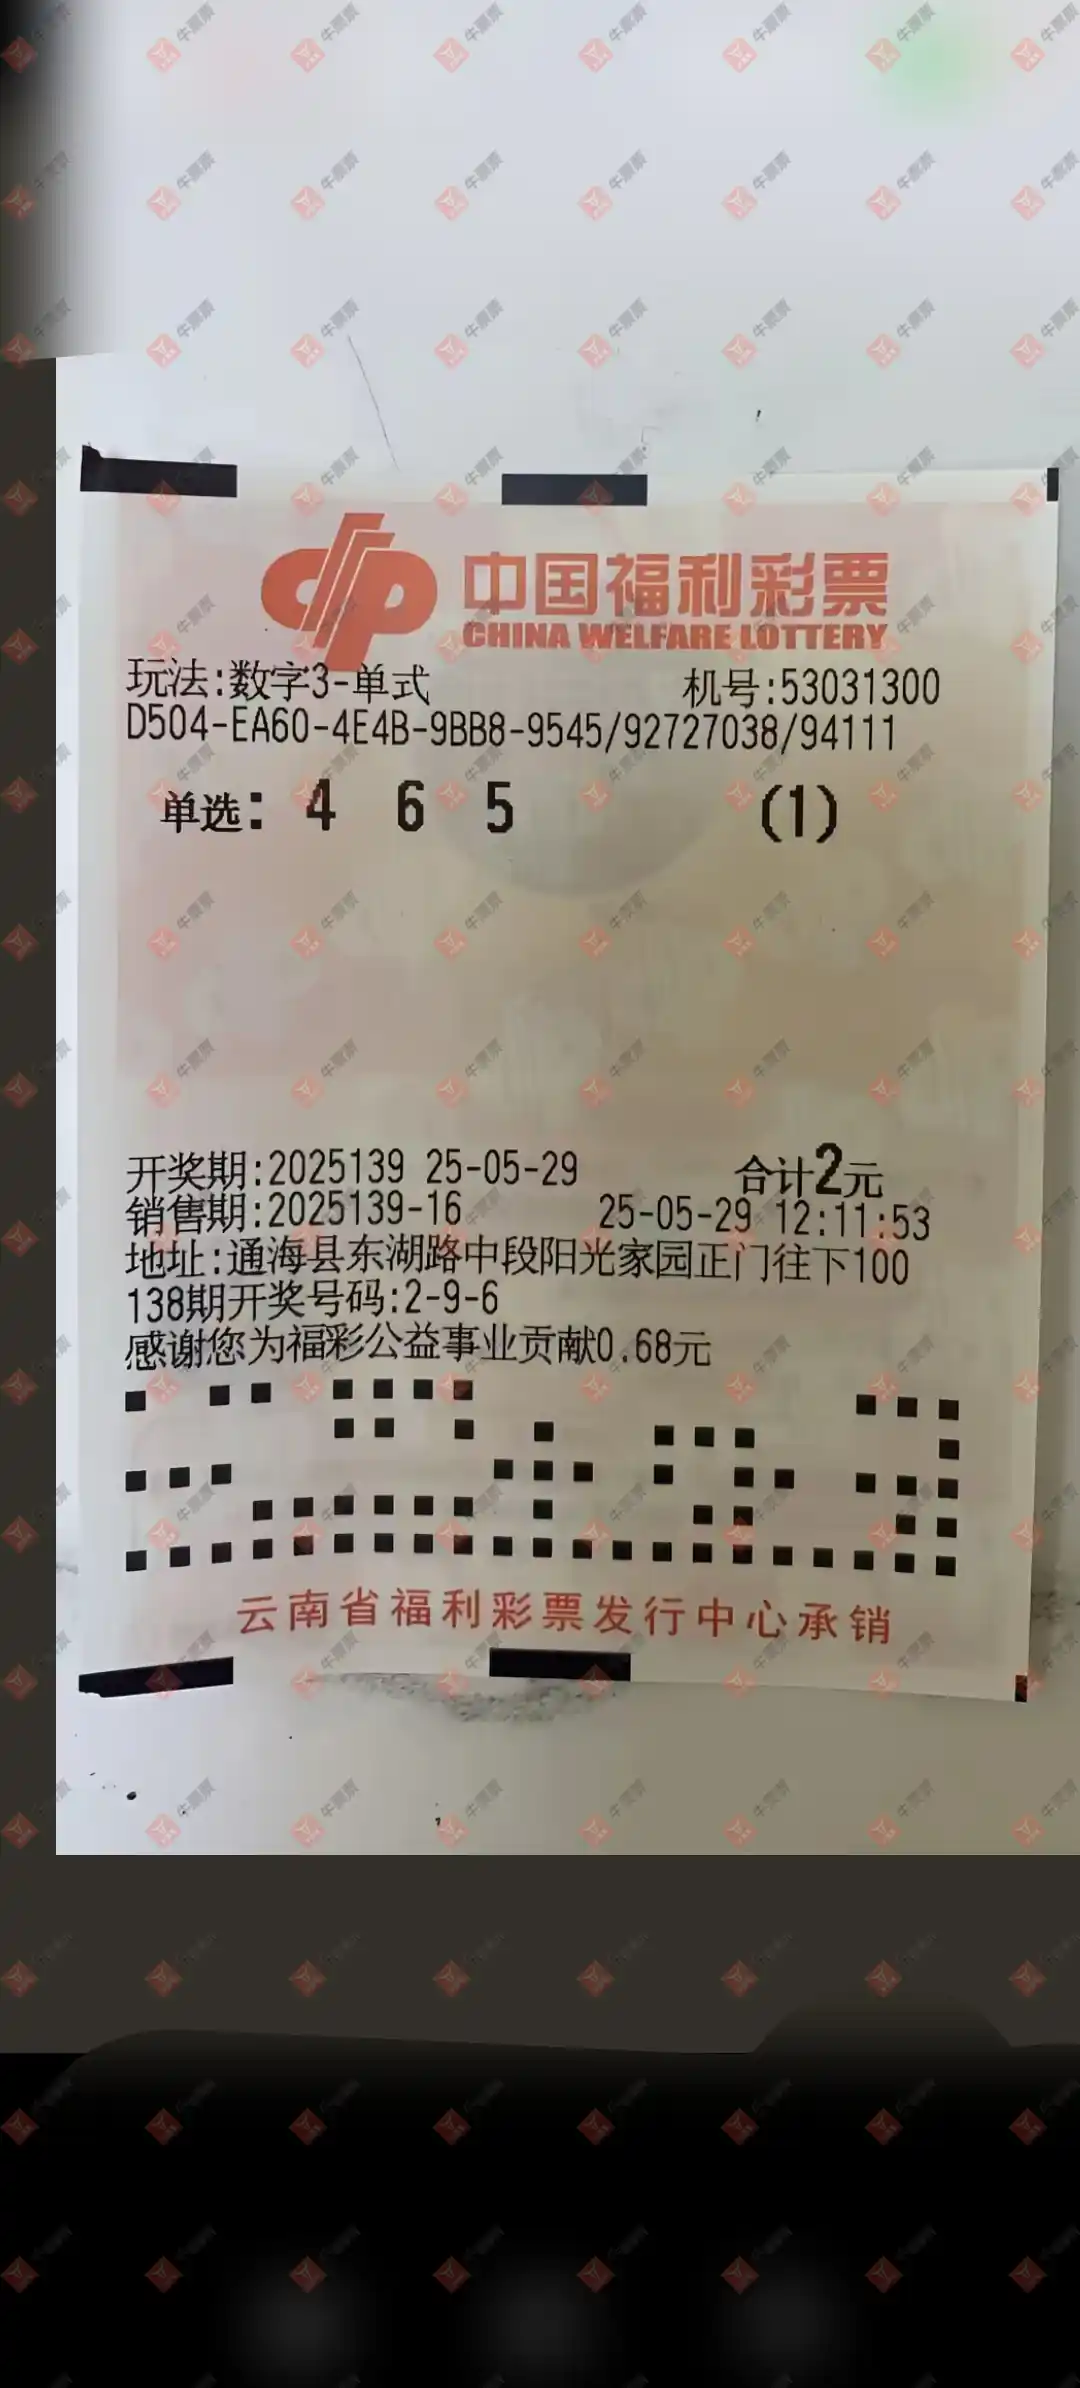 中国福利彩票
CHINA WELFARE LOTTERY
玩法:数字3-单式 机号:53031300
D504-EA60-4E4B-9BB8-9545/92727038/94111
单选: 4 6 5 (1)
开奖期:2025139 25-05-29 合计2元
销售期:2025139-16 25-05-29 12:11:53
地址:通海县东湖路中段阳光家园正门往下100
138期开奖号码:2-9-6
感谢您为福彩公益事业贡献0.68元
云南省福利彩票发行中心承销
牛票票